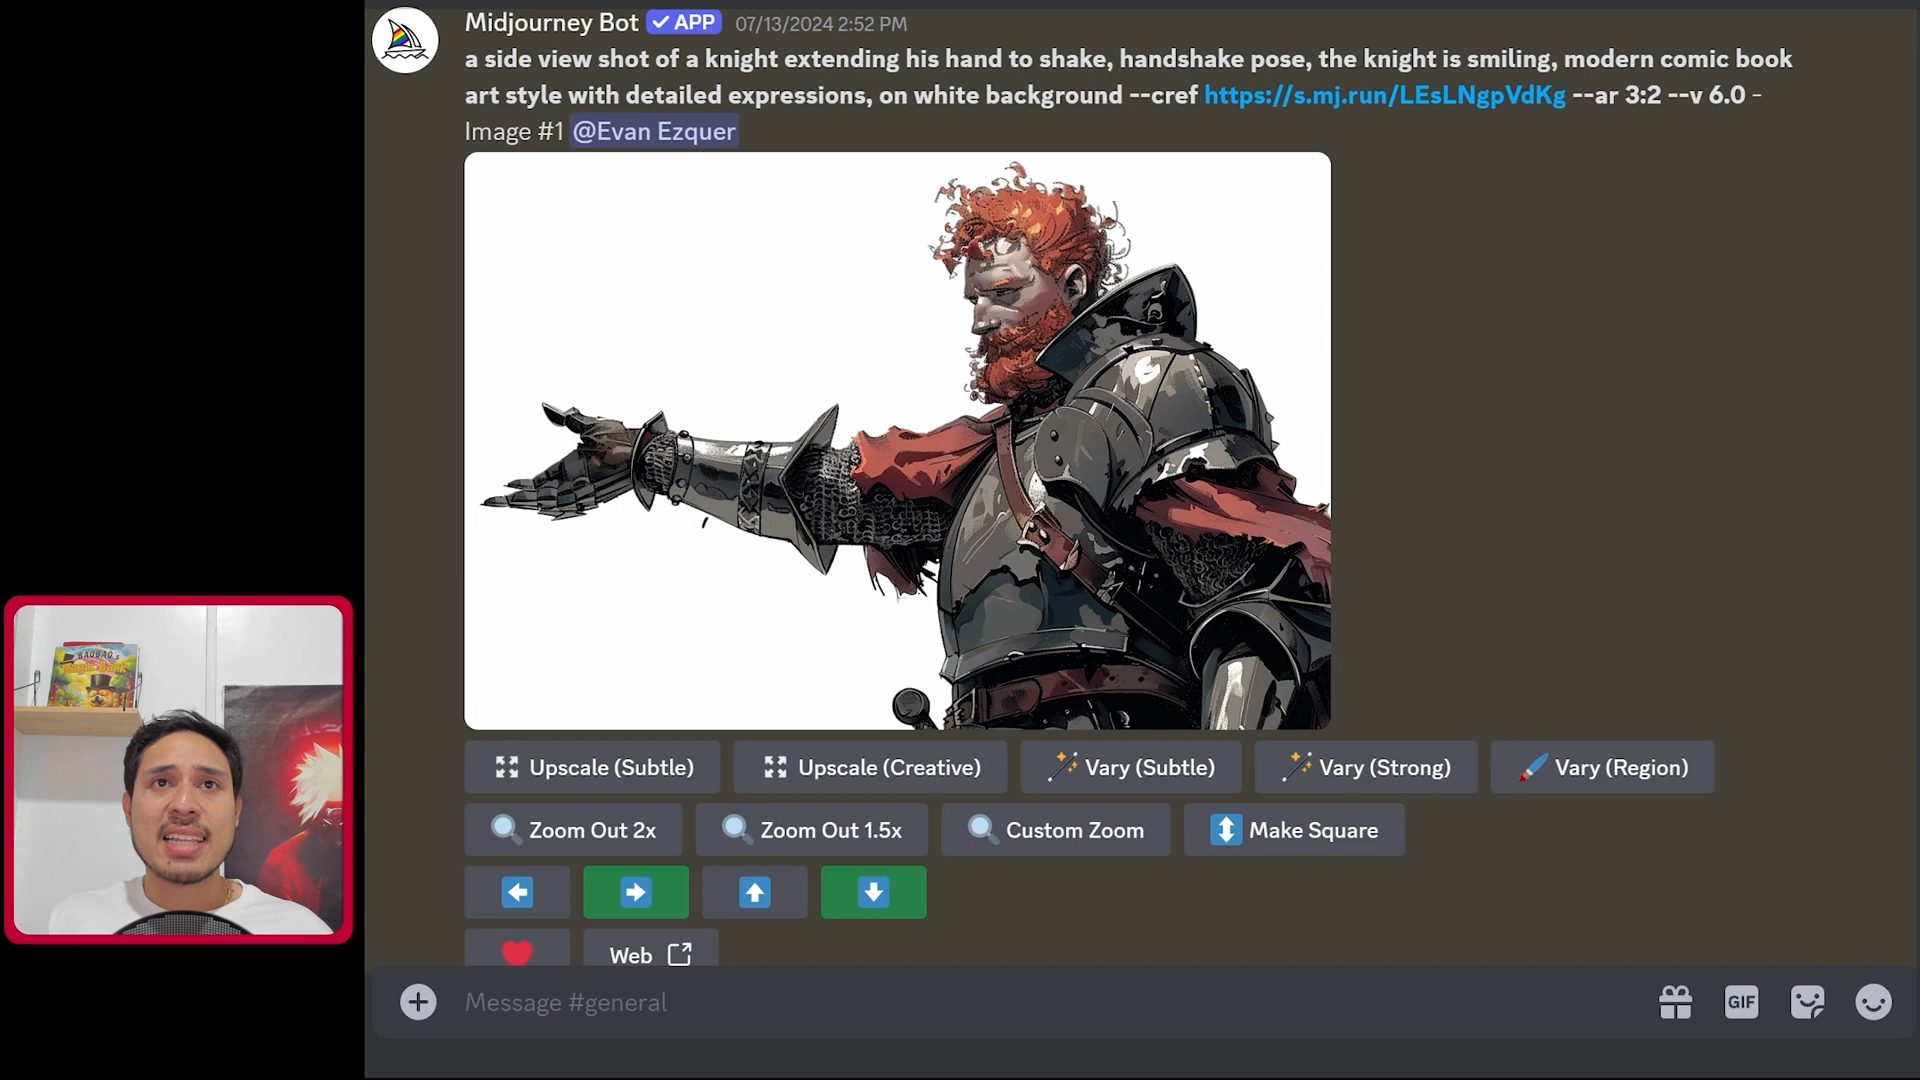 Midjourney Bot APP 07/13/2024 2:52 PM
a side view shot of a knight extending his hand to shake, handshake pose, the knight is smiling, modern comic book
art style with detailed expressions, on white background --cref https://s.mj.run/LEsLNgpVdKg --ar 3:2 --v 6.0 -
Image #1 @Evan Ezquer
BAOBAO's
Magic Bark
Upscale (Subtle) Upscale (Creative) Vary (Subtle) Vary (Strong) Vary (Region)
Zoom Out 2x Zoom Out 1.5x Custom Zoom Make Square
Web
Message #general GIF